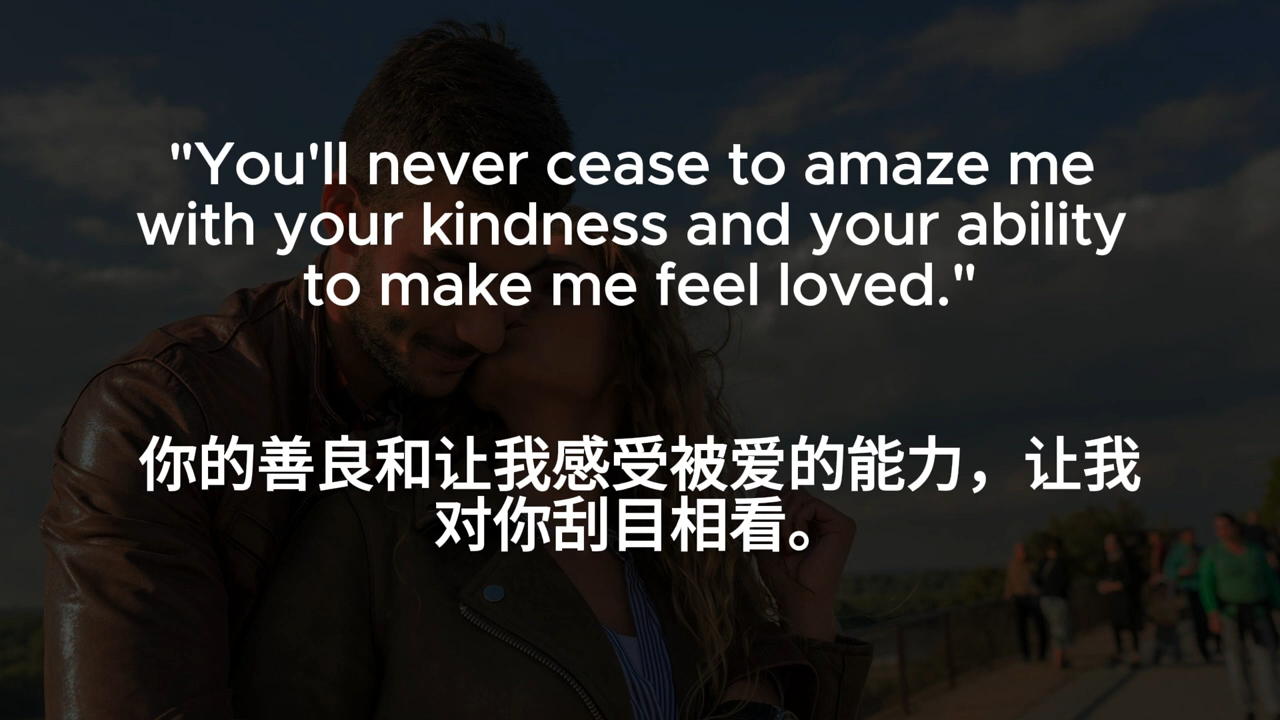 "You'll never cease to amaze me
with your kindness and your ability
to make me feel loved."
你的善良和让我感受被爱的能力，让我
对你刮目相看。